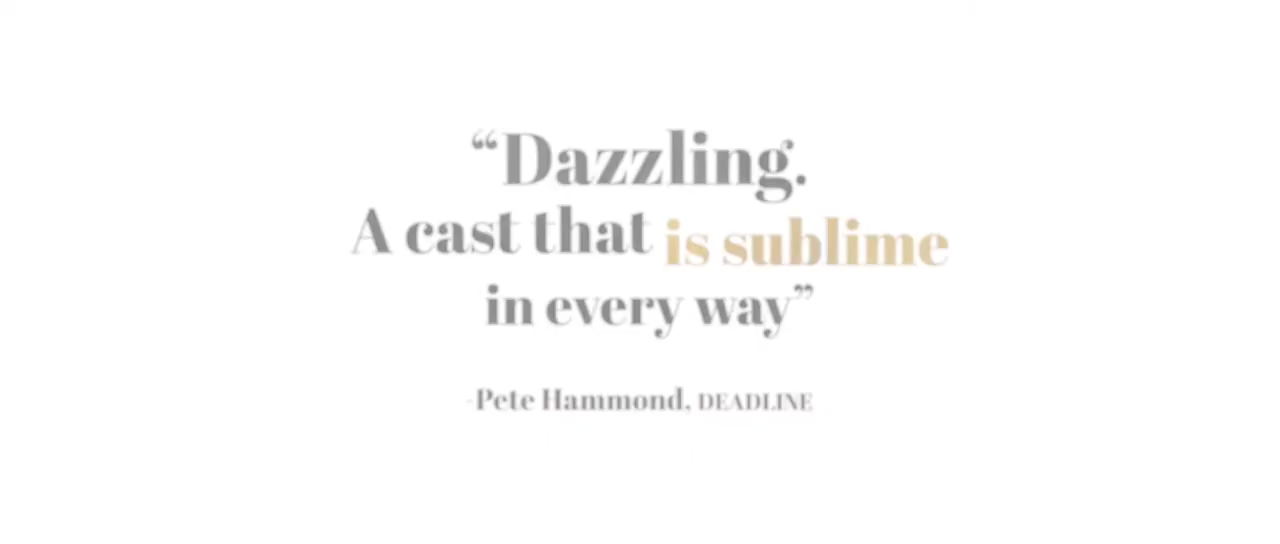 “Dazzling.
A cast that is sublime
in every way”
-Pete Hammond, DEADLINE